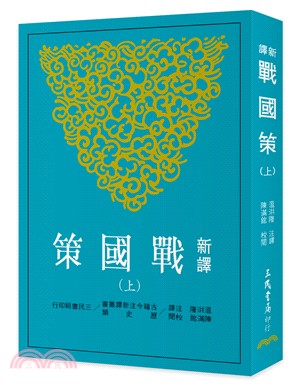 新譯
戰國策
(上)
溫洪隆 注譯
陳滿銘 校閱
三民書局 印行
新譯
戰國策
(上)
溫洪隆 注譯
陳滿銘 校閱
古籍今注新譯叢書
歷史類
三民書局印行